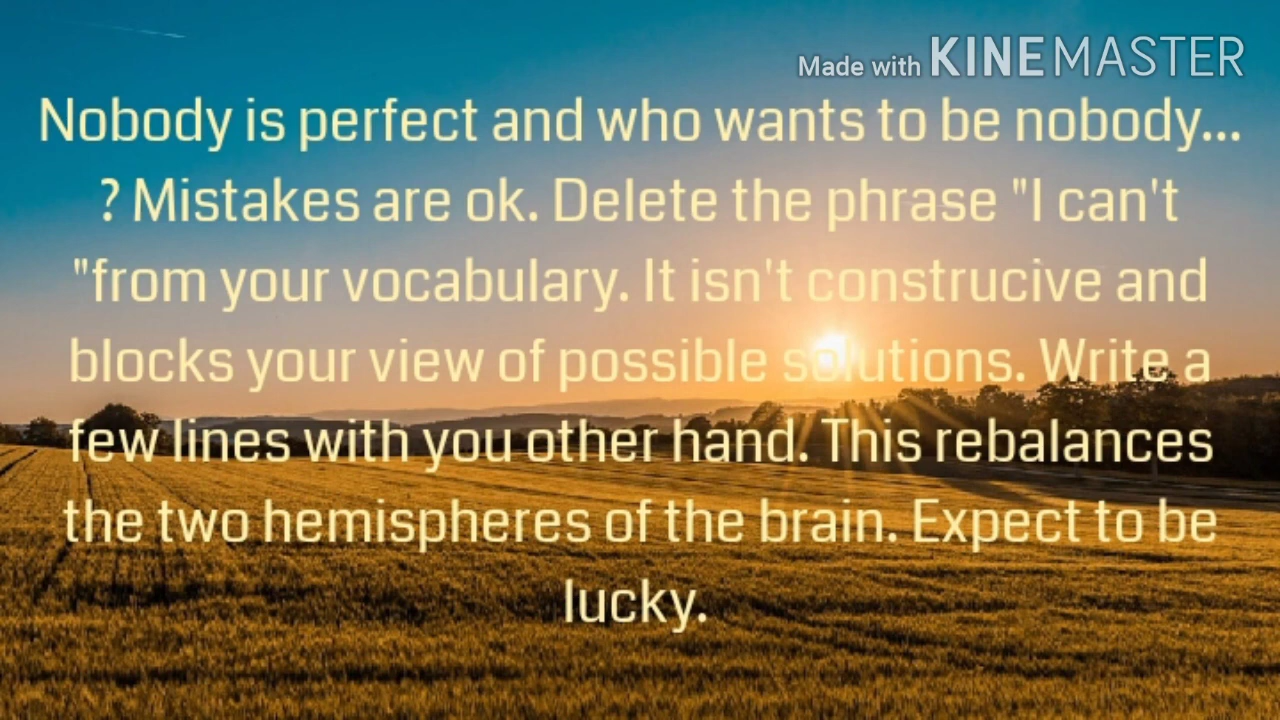 Made with KINEMASTER
Nobody is perfect and who wants to be nobody...
? Mistakes are ok. Delete the phrase "I can't
"from your vocabulary. It isn't construcive and
blocks your view of possible solutions. Write a
few lines with you other hand. This rebalances
the two hemispheres of the brain. Expect to be
lucky.